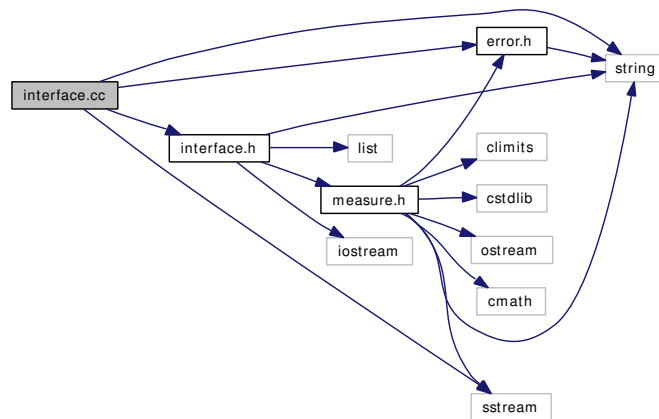 error.h
string
interface.cc
interface.h
list
climits
measure.h
cstdlib
iostream
ostream
cmath
sstream